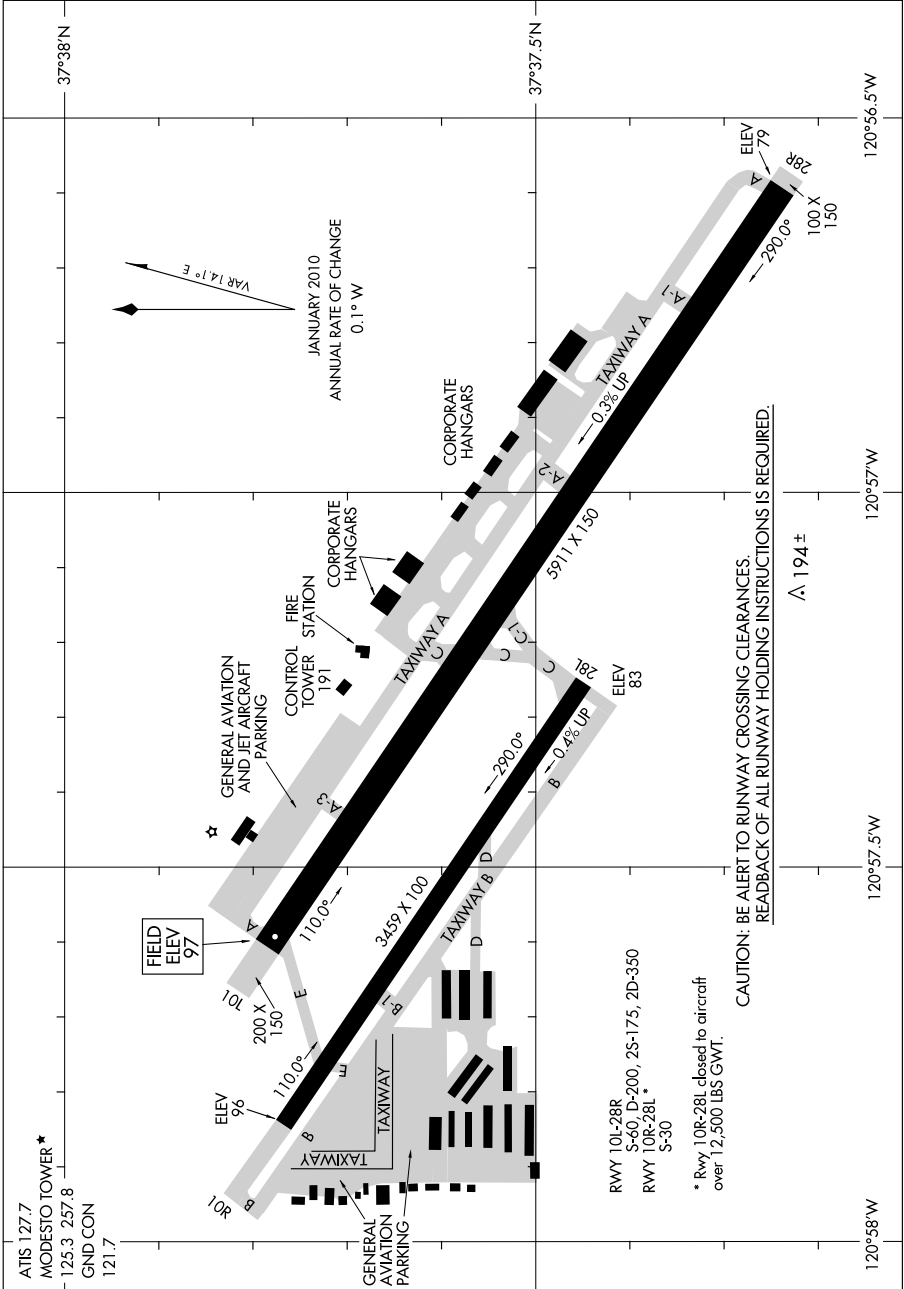 ATIS 127.7
MODESTO TOWER★
125.3 257.8
GND CON
121.7
37°38'N
37°37.5'N
120°56.5'W
120°57'W
120°57.5'W
120°58'W
VAR 14.1° E
JANUARY 2010
ANNUAL RATE OF CHANGE
0.1° W
GENERAL AVIATION
AND JET AIRCRAFT
PARKING
CONTROL
TOWER
191
FIRE
STATION
CORPORATE
HANGARS
CORPORATE
HANGARS
FIELD
ELEV
97
A
10L
200 X
150
110.0°
A-3
TAXIWAY A
C
C
C-1
C
5911 X 150
A-2
0.3% UP
TAXIWAY A
A-1
A
ELEV
79
28R
100 X
150
290.0°
E
E
ELEV
96
110.0°
10R
B
B
B-1
3459 X 100
TAXIWAY B
D
D
B
290.0°
0.4% UP
28L
ELEV
83
TAXIWAY
TAXIWAY
GENERAL
AVIATION
PARKING
RWY 10L-28R
S-60, D-200, 2S-175, 2D-350
RWY 10R-28L*
S-30
* Rwy 10R-28L closed to aircraft
over 12,500 LBS GWT.
194 ±
CAUTION: BE ALERT TO RUNWAY CROSSING CLEARANCES.
READBACK OF ALL RUNWAY HOLDING INSTRUCTIONS IS REQUIRED.